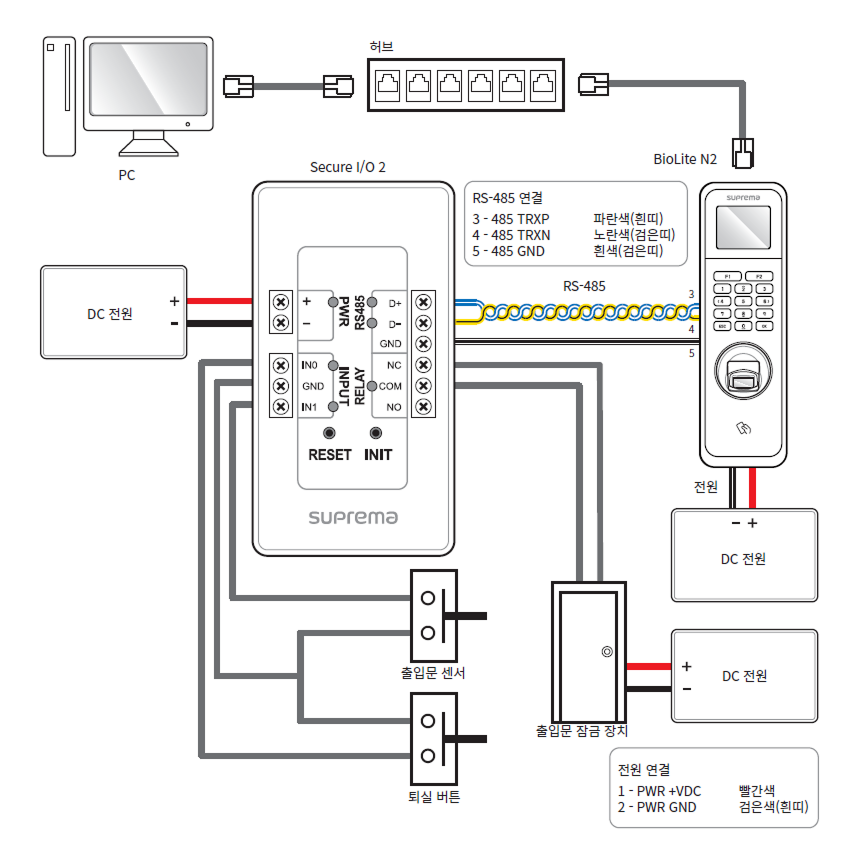 허브
PC
Secure I/O 2
BioLite N2
RS-485 연결
3 - 485 TRXP 파란색(흰띠)
4 - 485 TRXN 노란색(검은띠)
5 - 485 GND 흰색(검은띠)
suprema
F1 F2
RS-485
3
4
5
DC 전원
+
-
+
-
PWR
RS485
D+
D-
GND
IN0
GND
IN1
INPUT
RELAY
NC
COM
NO
RESET INIT
suprema
전원
- +
DC 전원
출입문 센서
퇴실 버튼
출입문 잠금 장치
+
-
DC 전원
전원 연결
1 - PWR +VDC 빨간색
2 - PWR GND 검은색(흰띠)